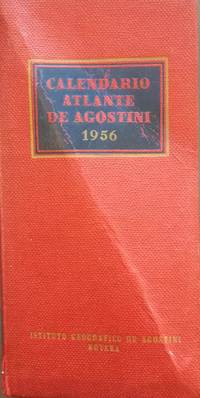 CALENDARIO
ATLANTE
DE AGOSTINI
1956
ISTITUTO GEOGRAFICO DE AGOSTINI
NOVARA